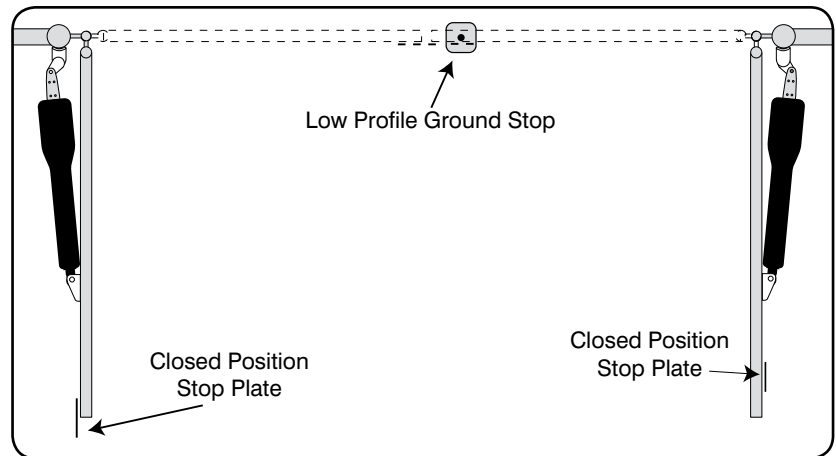 Low Profile Ground Stop
Closed Position
Stop Plate
Closed Position
Stop Plate